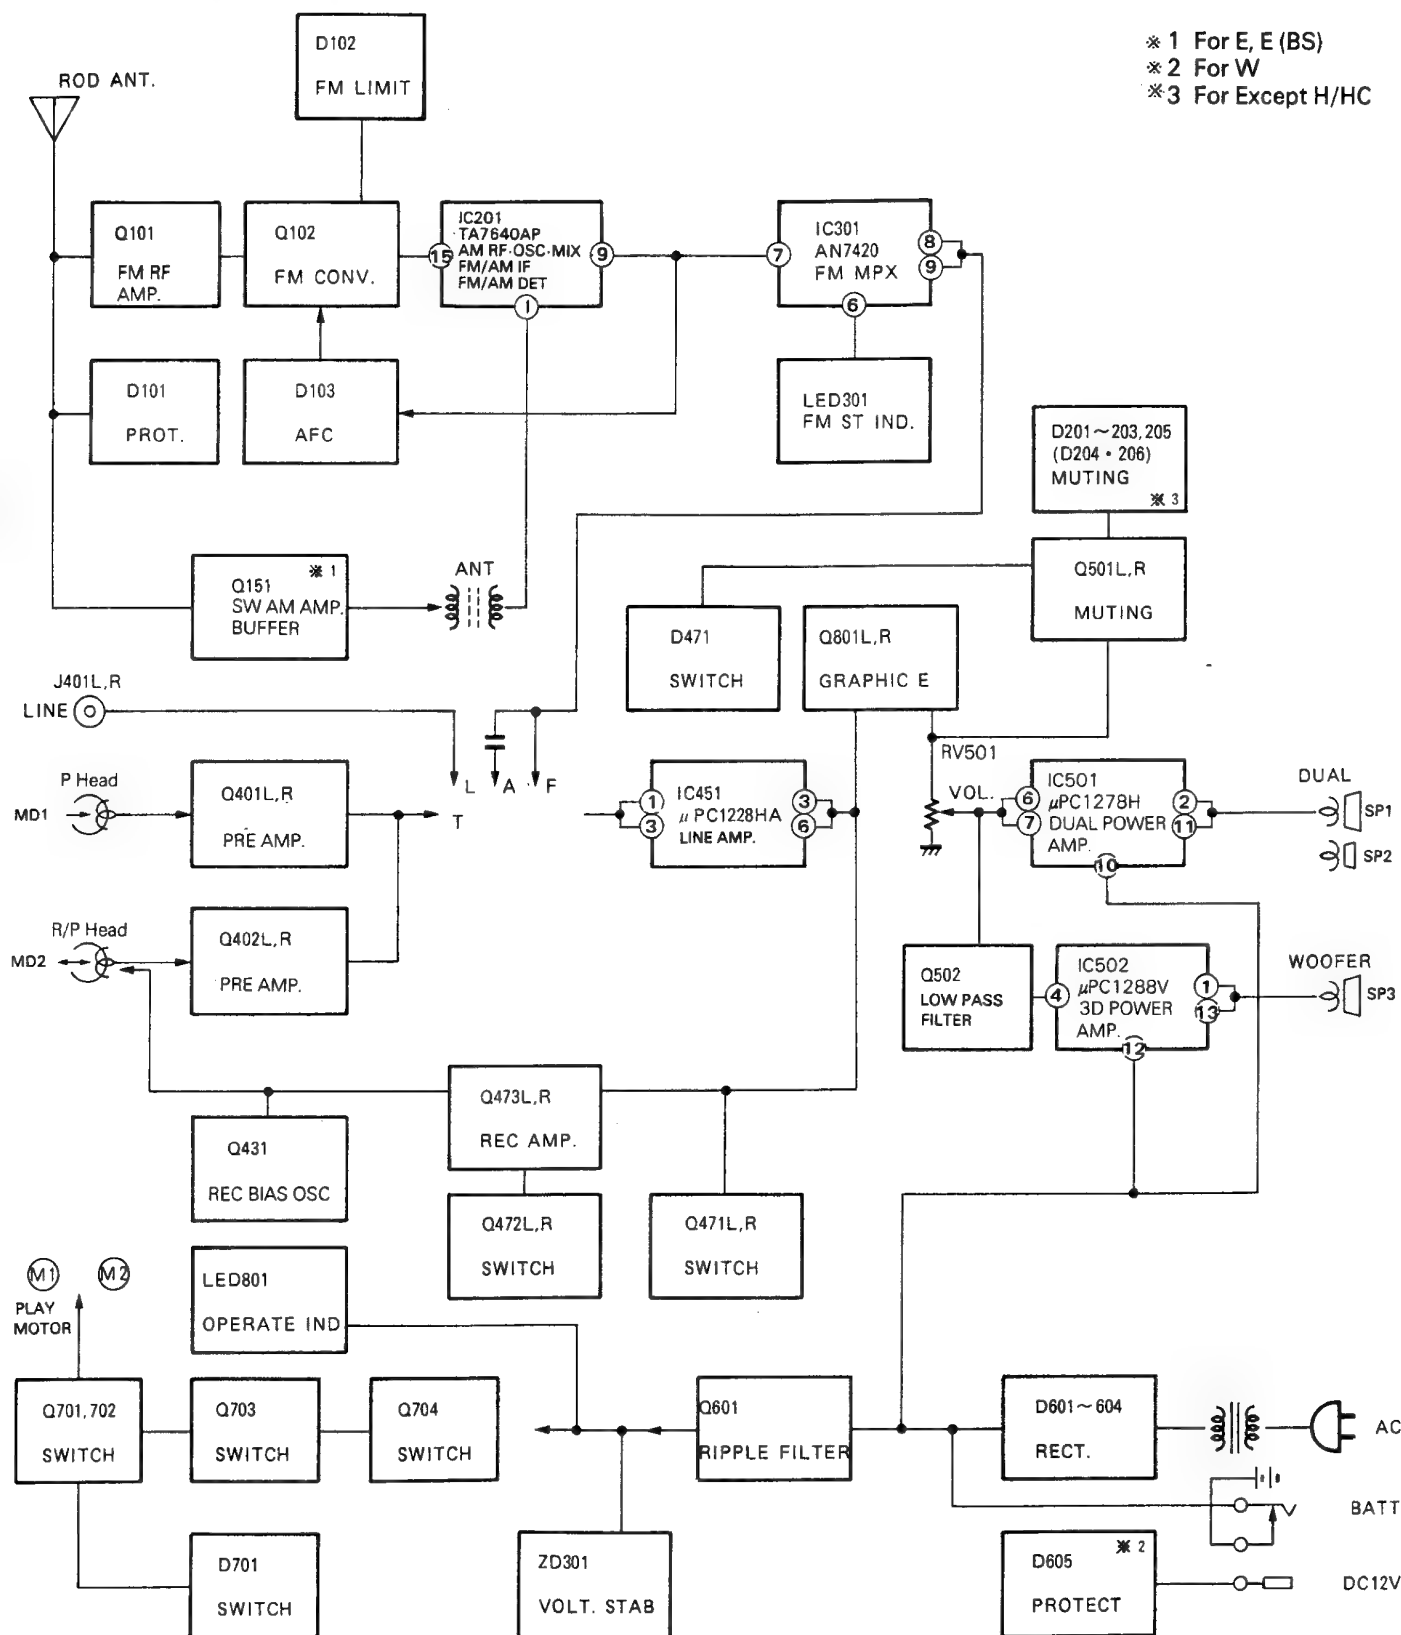 ※1 For E, E (BS)
※2 For W
※3 For Except H/HC
ROD ANT.
D102
FM LIMIT
Q101
FM RF
AMP.
Q102
FM CONV.
15
IC201
TA7640AP
AM RF·OSC·MIX
FM/AM IF
FM/AM DET
9
1
7
IC301
AN7420
FM MPX
8
9
6
D101
PROT.
D103
AFC
LED301
FM ST IND.
D201~203,205
(D204・206)
MUTING
※3
Q151
SW AM AMP.
BUFFER
※1
ANT
D471
SWITCH
Q801L,R
GRAPHIC E
Q501L,R
MUTING
J401L,R
LINE
L
A
F
T
P Head
MD1
Q401L,R
PRE AMP.
1
3
IC451
μPC1228HA
LINE AMP.
3
6
RV501
VOL.
6
7
IC501
μPC1278H
DUAL POWER
AMP.
2
11
10
DUAL
SP1
SP2
R/P Head
MD2
Q402L,R
PRE AMP.
Q502
LOW PASS
FILTER
4
IC502
μPC1288V
3D POWER
AMP.
1
13
12
WOOFER
SP3
Q431
REC BIAS OSC
Q473L,R
REC AMP.
Q472L,R
SWITCH
Q471L,R
SWITCH
M1
M2
PLAY
MOTOR
LED801
OPERATE IND
Q701,702
SWITCH
Q703
SWITCH
Q704
SWITCH
Q601
RIPPLE FILTER
D601~604
RECT.
AC
BATT
D701
SWITCH
ZD301
VOLT. STAB
D605
PROTECT
※2
DC12V